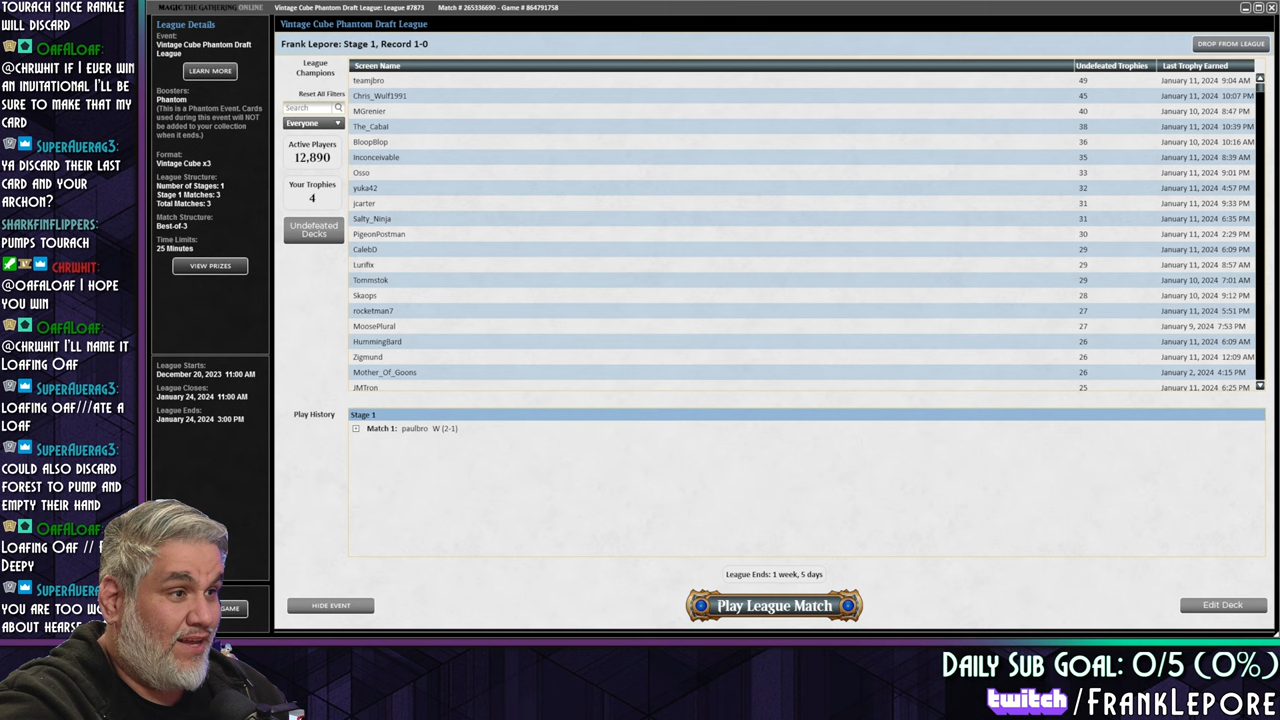 TOURACH SINCE RANKLE
WILL DISCARD
OAFALOAF:
@CHRWHIT IF I EVER WIN
AN INVITATIONAL I'LL BE
SURE TO MAKE THAT MY
CARD
SUPERAVERAG3:
YA DISCARD THEIR LAST
CARD AND YOUR
ARCHON?
SHARKEINFLIPPERS:
PUMPS TOURACH
CHRWHIT:
@OAFALOAF I HOPE
YOU WIN
OAFALOAF:
@CHRWHIT I'LL NAME IT
LOAFING OAF
SUPERAVERAG3:
LOAFING OAF///ATE A
LOAF
SUPERAVERAG3:
COULD ALSO DISCARD
FOREST TO PUMP AND
EMPTY THEIR HAND
OAFALOAF:
LOAFING OAF //
DEEPY
SUPERAVERA
YOU ARE TOO
ABOUT HEARSE
MAGIC THE GATHERING ONLINE
Vintage Cube Phantom Draft League: League #7873 Match # 265336690 - Game # 864791758
League Details
Event:
Vintage Cube Phantom Draft
League
LEARN MORE
Boosters:
Phantom
(This is a Phantom Event. Cards
used during this event will NOT
be added to your collection
when it ends.)
Format:
Vintage Cube x3
League Structure:
Number of Stages: 1
Stage 1 Matches: 3
Total Matches: 3
Match Structure:
Best-of-3
Time Limits:
25 Minutes
VIEW PRIZES
League Starts:
December 20, 2023 11:00 AM
League Closes:
January 24, 2024 11:00 AM
League Ends:
January 24, 2024 3:00 PM
GAME
Vintage Cube Phantom Draft League
Frank Lepore: Stage 1, Record 1-0
DROP FROM LEAGUE
League
Champions
Reset All Filters
Search
Everyone
Active Players
12,890
Your Trophies
4
Undefeated
Decks
Screen Name Undefeated Trophies Last Trophy Earned
teamjbro 49 January 11, 2024 9:04 AM
Chris_Wulf1991 45 January 11, 2024 10:07 PM
MGrenier 40 January 10, 2024 8:47 PM
The_Cabal 38 January 11, 2024 10:39 PM
BloopBlop 36 January 10, 2024 10:16 AM
Inconceivable 35 January 11, 2024 8:39 AM
Osso 33 January 11, 2024 9:01 PM
yuka42 32 January 11, 2024 4:57 PM
jcarter 31 January 11, 2024 9:33 PM
Salty_Ninja 31 January 11, 2024 6:35 PM
PigeonPostman 30 January 11, 2024 2:29 PM
CalebD 29 January 11, 2024 6:09 PM
Lurifix 29 January 11, 2024 8:57 AM
Tommstok 29 January 10, 2024 7:01 AM
Skaops 28 January 10, 2024 9:12 PM
rocketman7 27 January 11, 2024 5:51 PM
MoosePlural 27 January 9, 2024 7:53 PM
HummingBard 26 January 11, 2024 6:09 AM
Zigmund 26 January 11, 2024 12:09 AM
Mother_Of_Goons 26 January 2, 2024 4:15 PM
JMTron 25 January 11, 2024 6:25 PM
Play History
Stage 1
Match 1: paulbro W (2-1)
League Ends: 1 week, 5 days
HIDE EVENT
Play League Match
Edit Deck
DAILY SUB GOAL: 0/5 (0%)
twitch/FRANKLEPORE